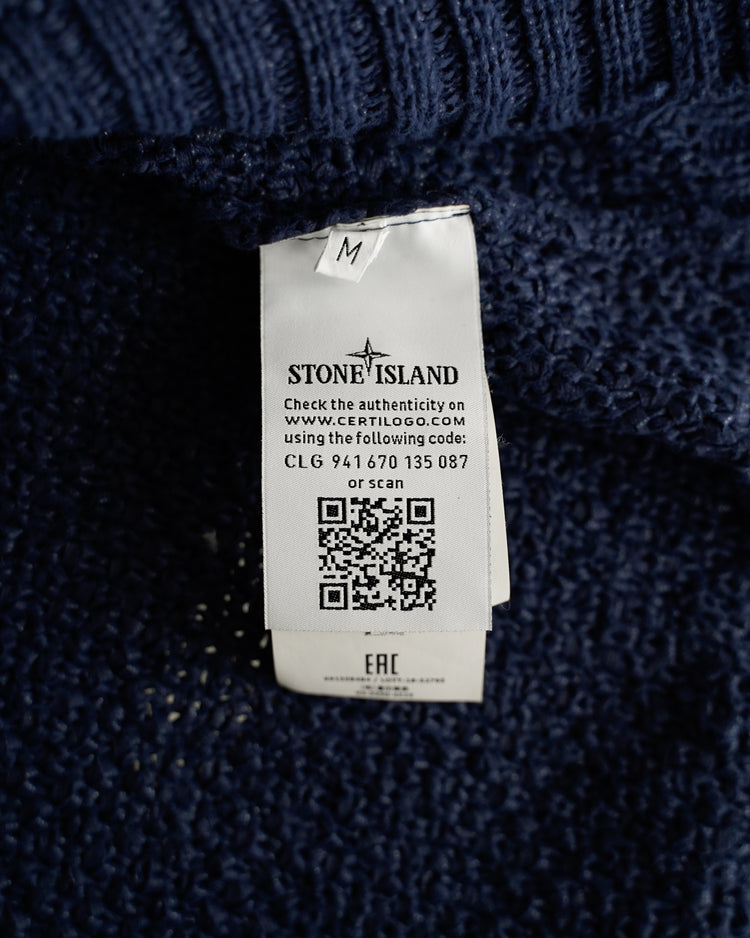 M
STONE ISLAND
Check the authenticity on
WWW.CERTILOGO.COM
using the following code:
CLG 941 670 135 087
or scan
EAC